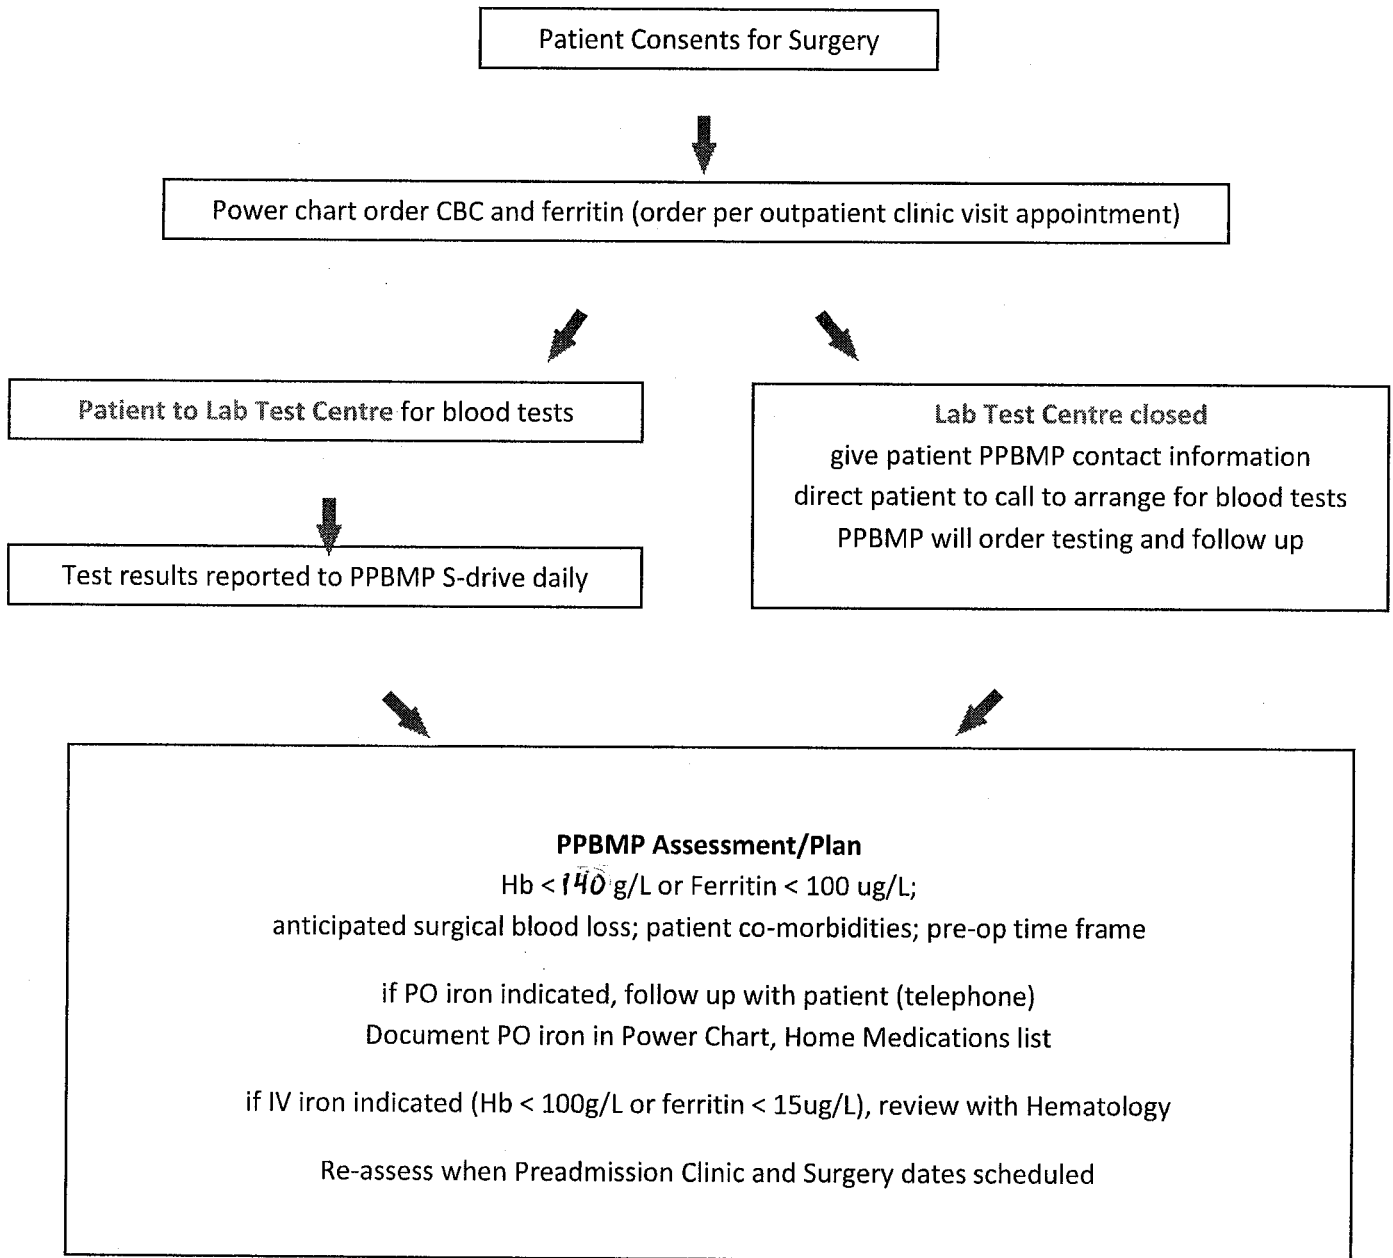 Patient Consents for Surgery
Power chart order CBC and ferritin (order per outpatient clinic visit appointment)
Patient to Lab Test Centre for blood tests
Test results reported to PPBMP S-drive daily
Lab Test Centre closed
give patient PPBMP contact information
direct patient to call to arrange for blood tests
PPBMP will order testing and follow up
PPBMP Assessment/Plan
Hb < 140 g/L or Ferritin < 100 ug/L;
anticipated surgical blood loss; patient co-morbidities; pre-op time frame
if PO iron indicated, follow up with patient (telephone)
Document PO iron in Power Chart, Home Medications list
if IV iron indicated (Hb < 100g/L or ferritin < 15ug/L), review with Hematology
Re-assess when Preadmission Clinic and Surgery dates scheduled